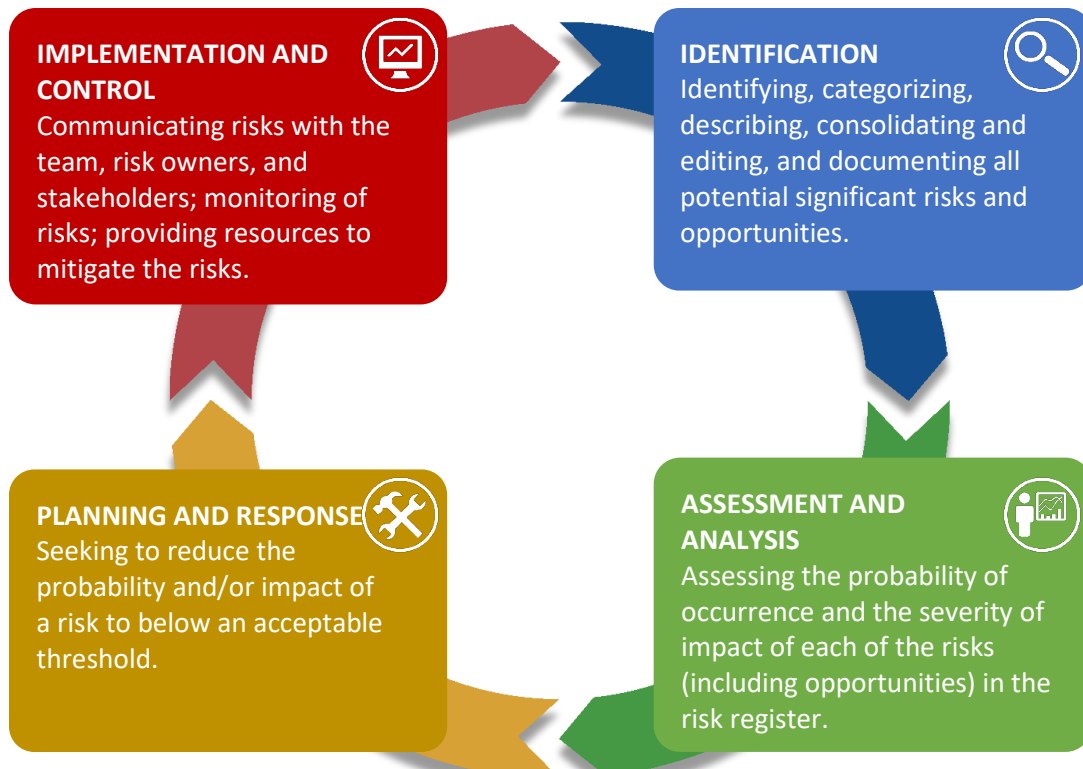 IMPLEMENTATION AND
CONTROL
Communicating risks with the
team, risk owners, and
stakeholders; monitoring of
risks; providing resources to
mitigate the risks.
IDENTIFICATION
Identifying, categorizing,
describing, consolidating and
editing, and documenting all
potential significant risks and
opportunities.
PLANNING AND RESPONSE
Seeking to reduce the
probability and/or impact of
a risk to below an acceptable
threshold.
ASSESSMENT AND
ANALYSIS
Assessing the probability of
occurrence and the severity of
impact of each of the risks
(including opportunities) in the
risk register.